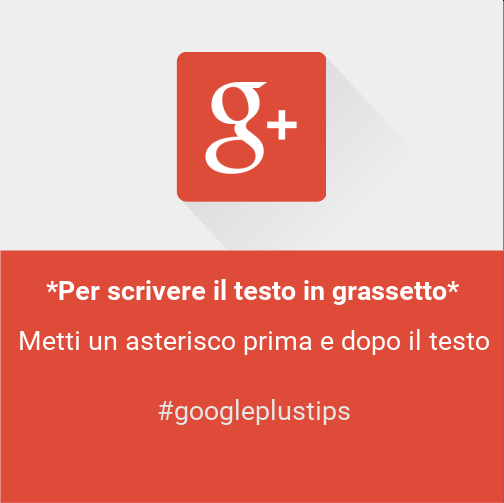 g+
*Per scrivere il testo in grassetto*
Metti un asterisco prima e dopo il testo
#googleplustips